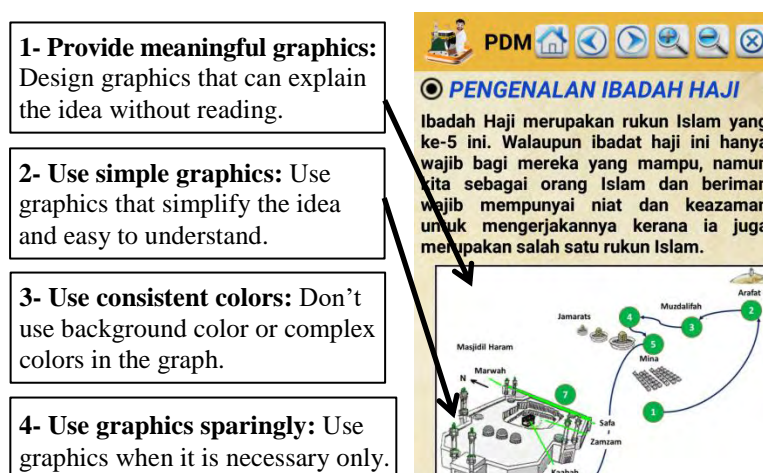 1- Provide meaningful graphics:
Design graphics that can explain
the idea without reading.
2- Use simple graphics: Use
graphics that simplify the idea
and easy to understand.
3- Use consistent colors: Don’t
use background color or complex
colors in the graph.
4- Use graphics sparingly: Use
graphics when it is necessary only.
PDM
PENGENALAN IBADAH HAJI
Ibadah Haji merupakan rukun Islam yang
ke-5 ini. Walaupun ibadat haji ini hanya
wajib bagi mereka yang mampu, namun
kita sebagai orang Islam dan beriman
wajib mempunyai niat dan keazaman
untuk mengerjakannya kerana ia juga
merupakan salah satu rukun Islam.
Arafat
Muzdalifah
2
Jamarats
4
3
5
Masjidil Haram
Mina
Marwah
N
7
1
Safa
Zamzam
Kaabah